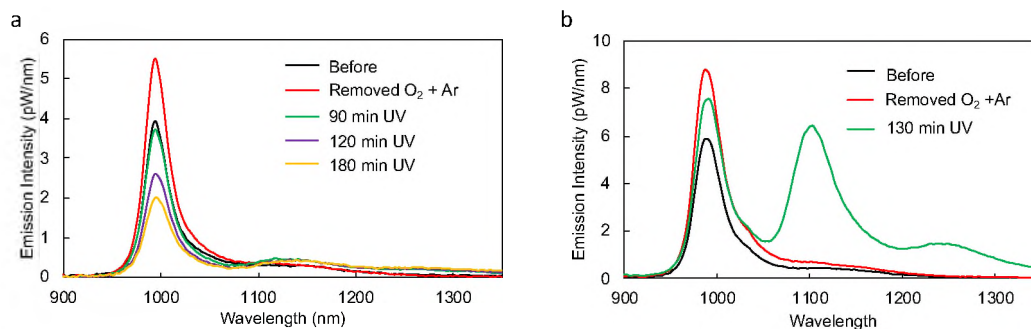 a
Emission Intensity (pW/nm)
6
5
4
3
2
1
0
900
1000
1100
1200
1300
Wavelength (nm)
Before
Removed O₂ + Ar
90 min UV
120 min UV
180 min UV
b
Emission Intensity (pW/nm)
10
8
6
4
2
0
900
1000
1100
1200
1300
Wavelength
Before
Removed O₂ +Ar
130 min UV